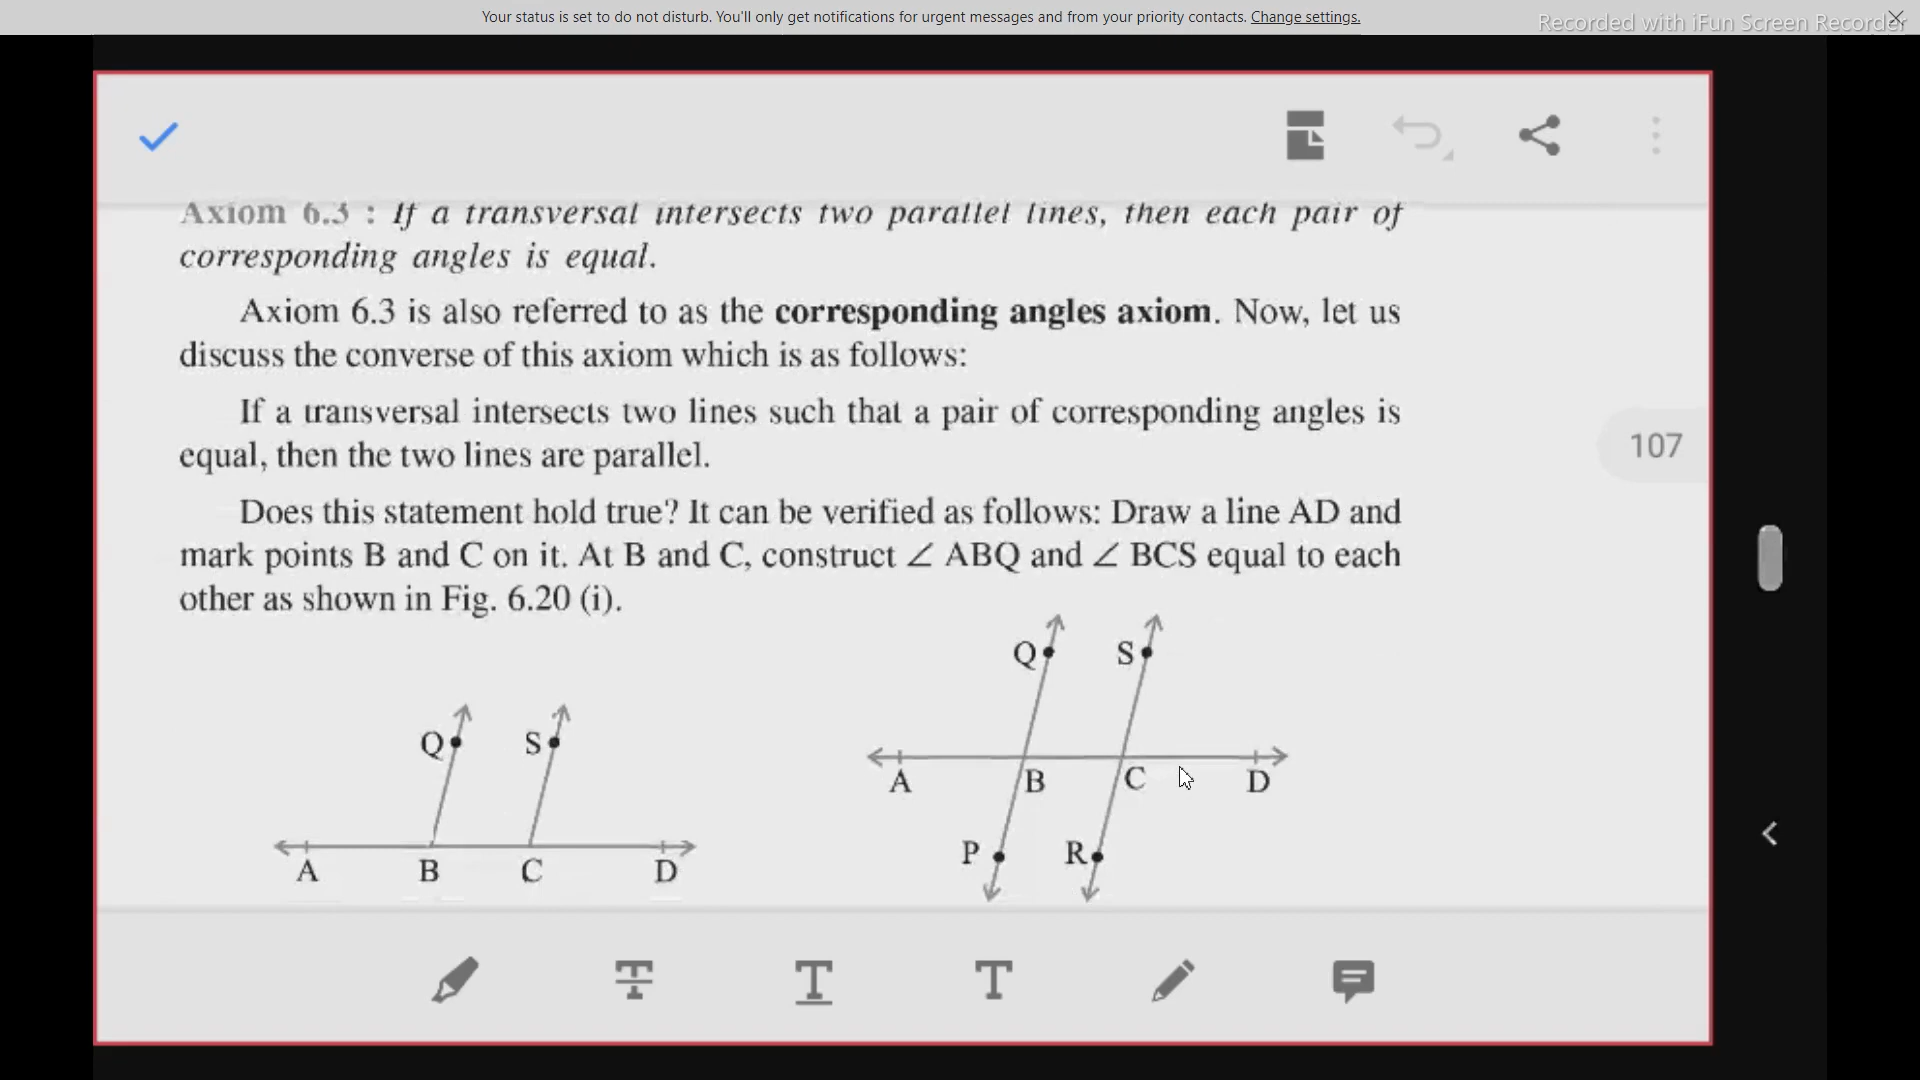 Your status is set to do not disturb. You'll only get notifications for urgent messages and from your priority contacts. Change settings.
Recorded with iFun Screen Recorder
Axiom 6.3 : If a transversal intersects two parallel lines, then each pair of
corresponding angles is equal.
Axiom 6.3 is also referred to as the corresponding angles axiom. Now, let us
discuss the converse of this axiom which is as follows:
If a transversal intersects two lines such that a pair of corresponding angles is
equal, then the two lines are parallel.
107
Does this statement hold true? It can be verified as follows: Draw a line AD and
mark points B and C on it. At B and C, construct ∠ ABQ and ∠ BCS equal to each
other as shown in Fig. 6.20 (i).
Q S
A B C D
Q S
A B C D
P R